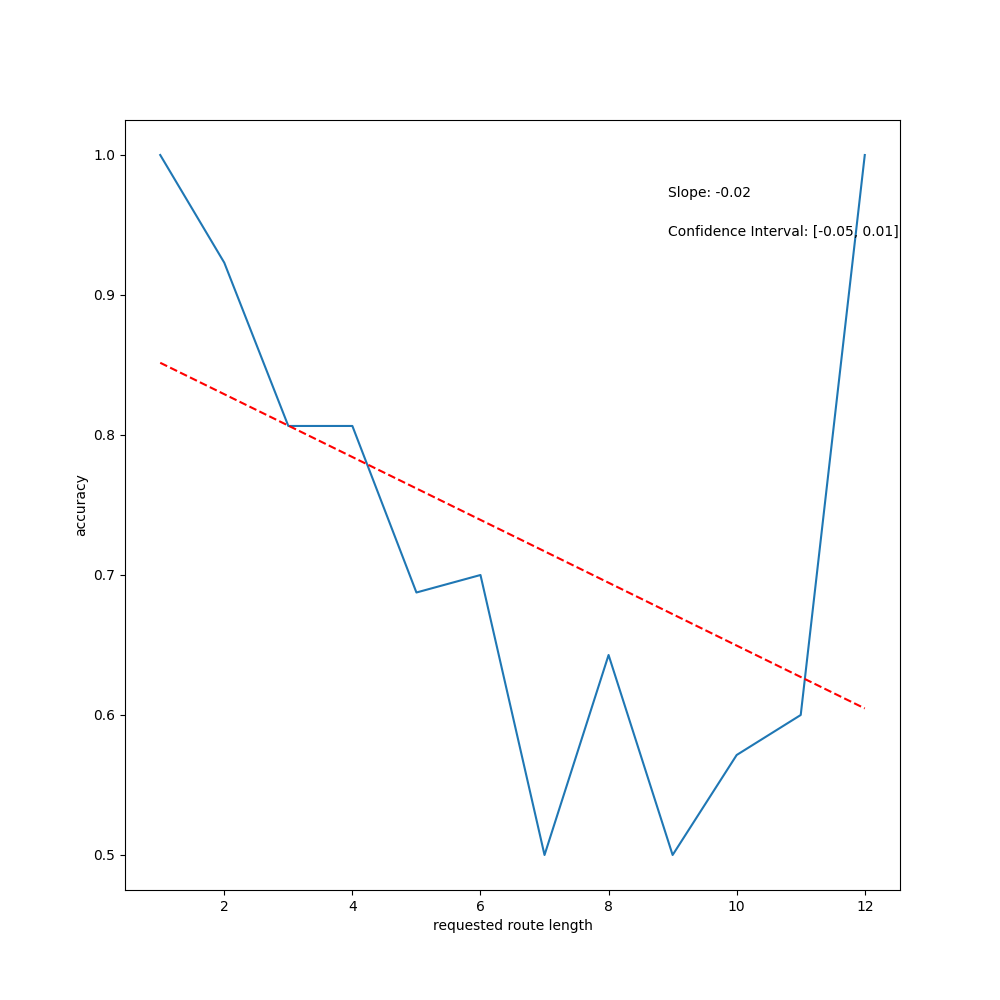 1.0
Slope: -0.02
Confidence Interval: [-0.05, 0.01]
0.9
0.8
0.7
0.6
0.5
accuracy
2 4 6 8 10 12
requested route length